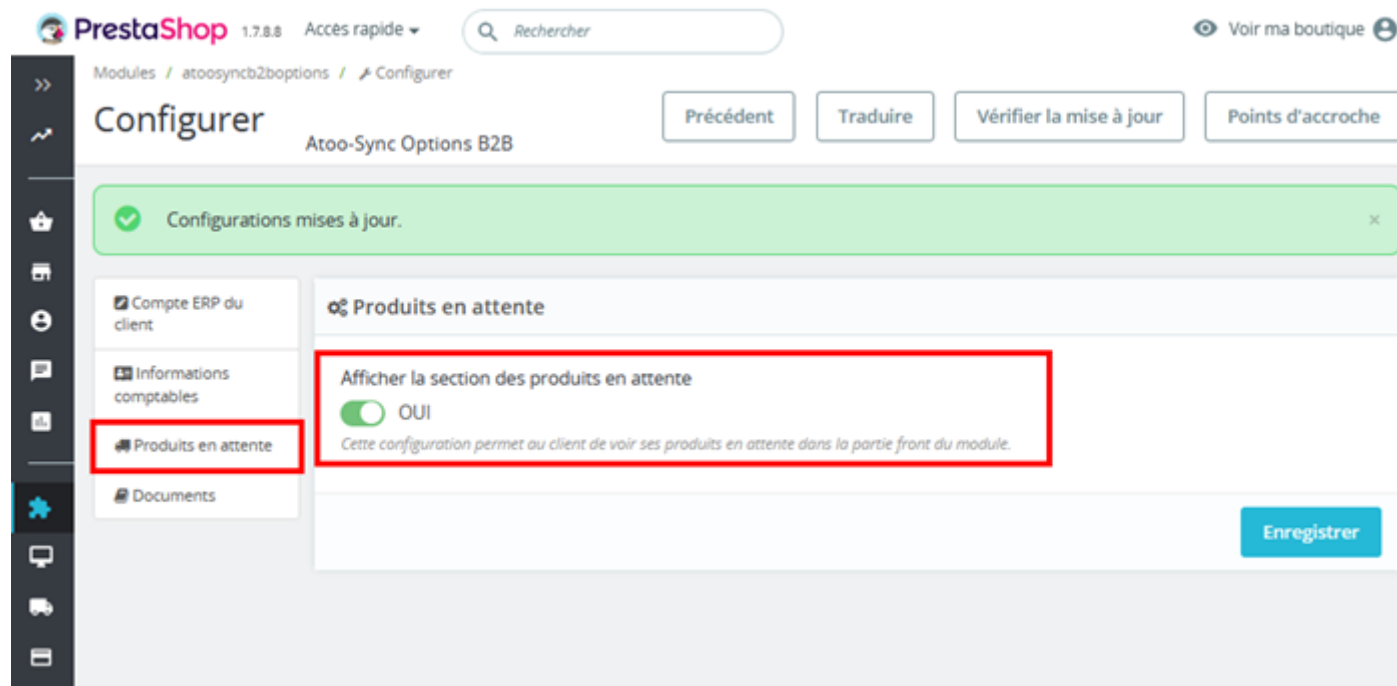 PrestaShop 1.7.8.8 Accès rapide Rechercher Voir ma boutique
Modules / atoosyncb2boptions / Configurer
Configurer
Atoo-Sync Options B2B
Précédent Traduire Vérifier la mise à jour Points d'accroche
Configurations mises à jour. ×
Compte ERP du
client
Informations
comptables
Produits en attente
Documents
Produits en attente
Afficher la section des produits en attente
OUI
Cette configuration permet au client de voir ses produits en attente dans la partie front du module.
Enregistrer